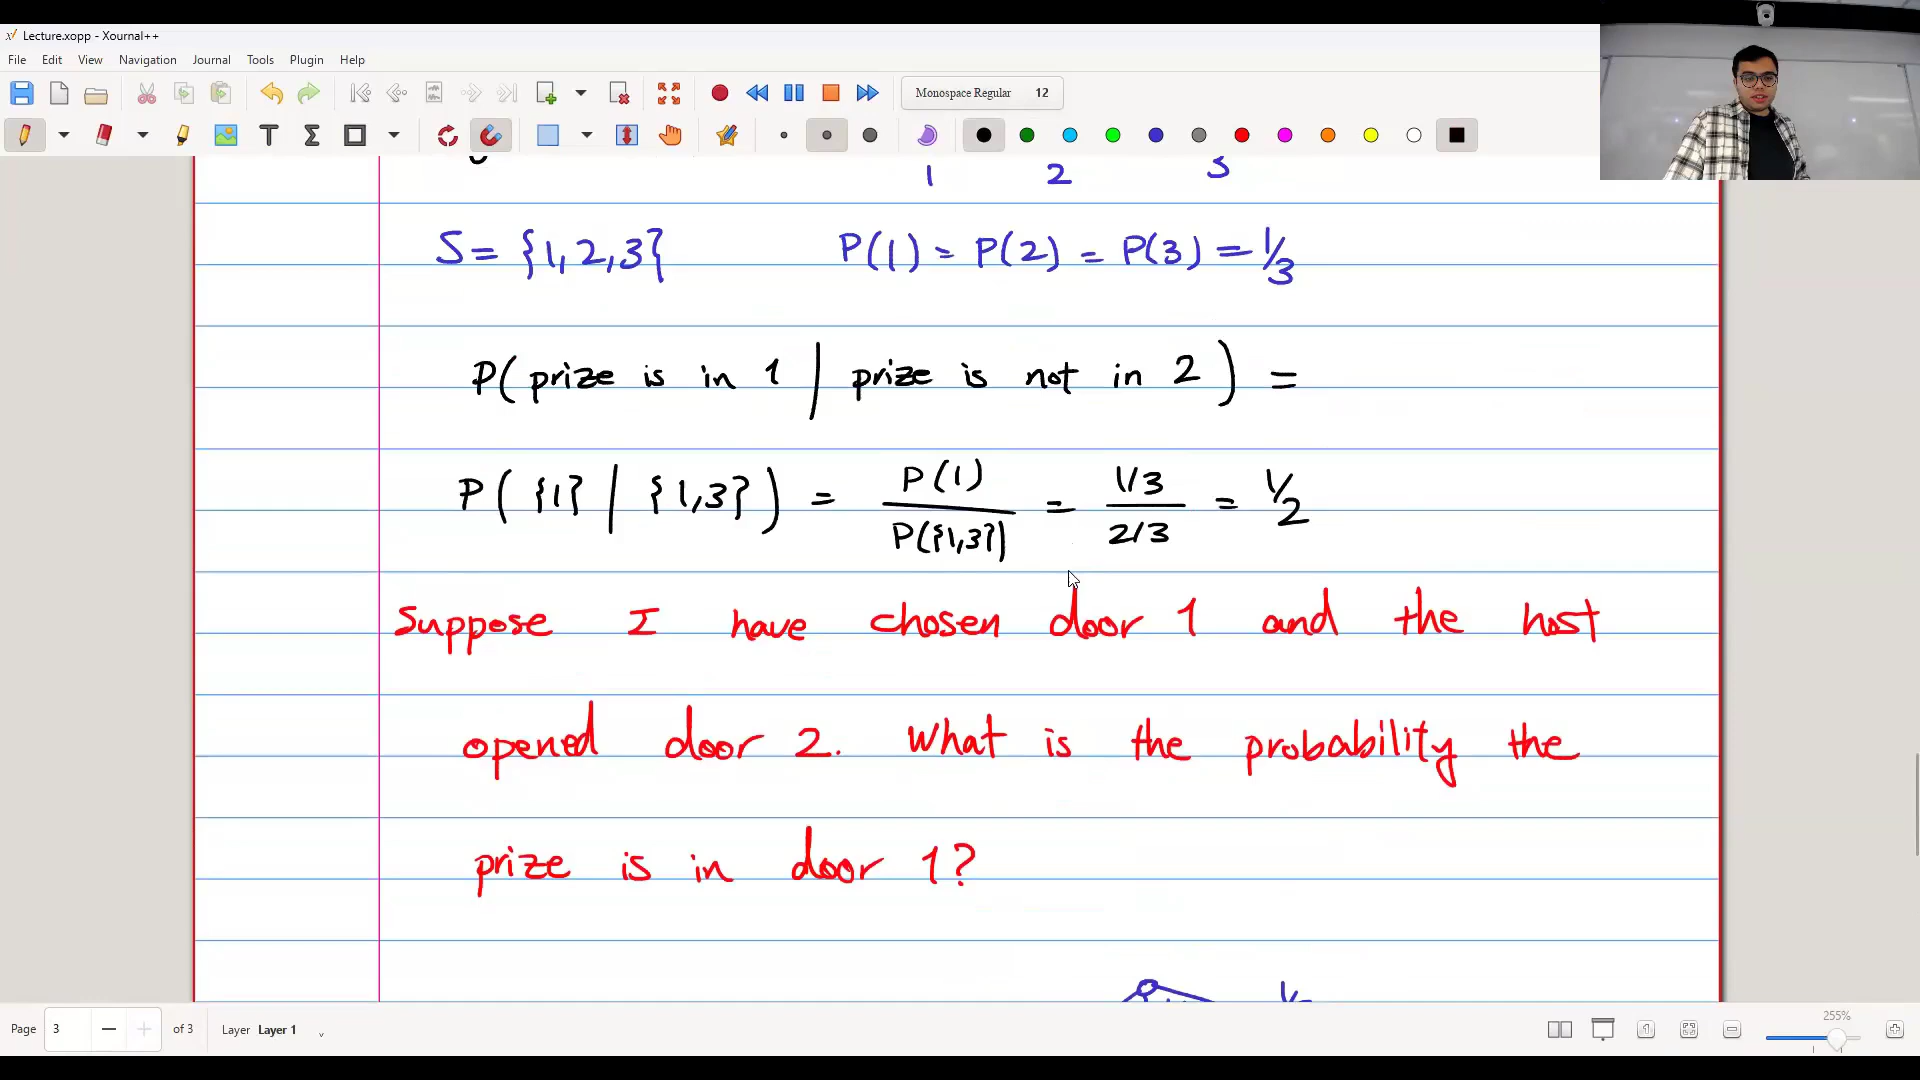 Lecture.xopp - Xournal++
File Edit View Navigation Journal Tools Plugin Help
Monospace Regular 12
1 2 3
S = {1,2,3} P(1) = P(2) = P(3) = 1/3
P( prize is in 1 | prize is not in 2 ) =
P( {1} | {1,3} ) = P(1) / P({1,3}) = 1/3 / 2/3 = 1/2
Suppose I have chosen door 1 and the host
opened door 2. What is the probability the
prize is in door 1?
Page 3 of 3 Layer Layer 1 255%